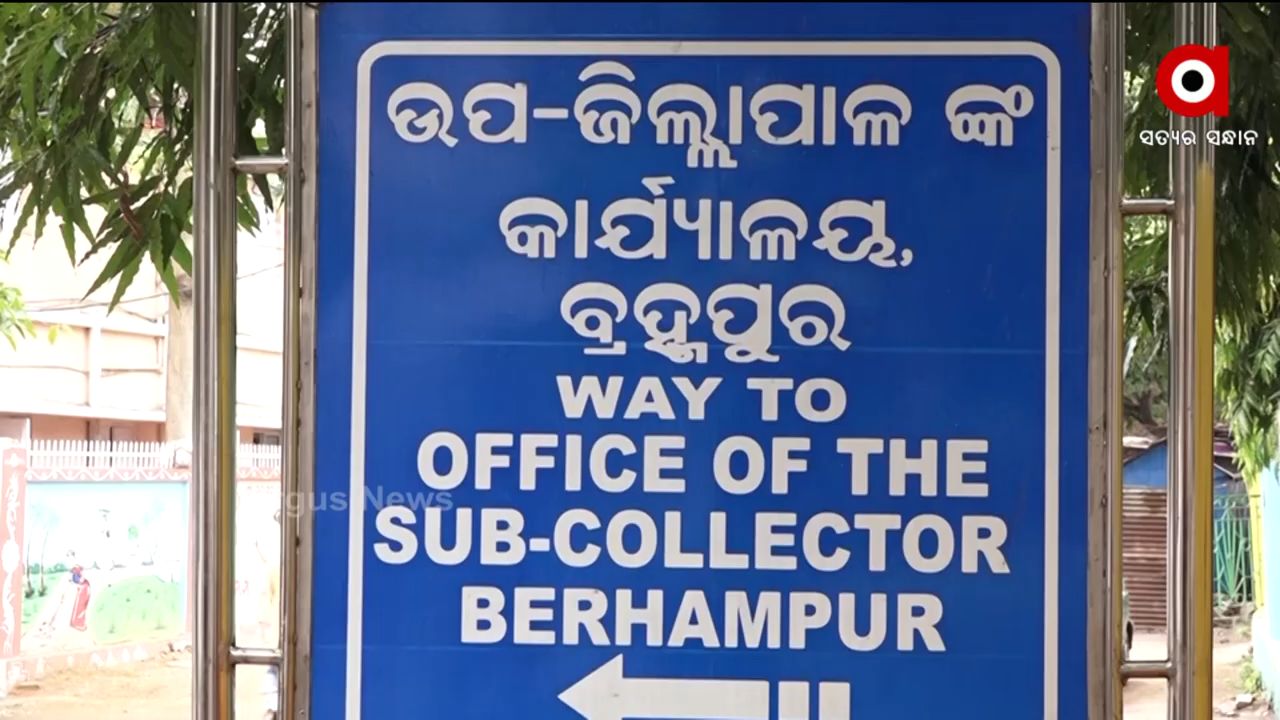 ଉପ-ଜିଲ୍ଲାପାଳ ଙ୍କ
କାର୍ଯ୍ୟାଳୟ,
ବ୍ରହ୍ମପୁର
WAY TO
OFFICE OF THE
SUB-COLLECTOR
BERHAMPUR
ସତ୍ୟର ସନ୍ଧାନ
Argus News